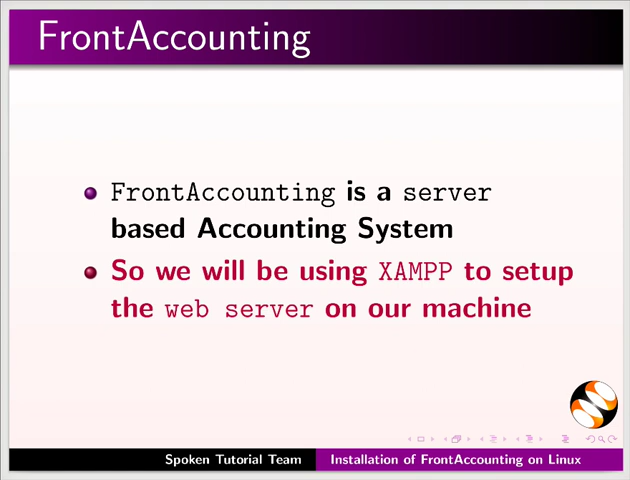 FrontAccounting
FrontAccounting is a server
based Accounting System
So we will be using XAMPP to setup
the web server on our machine
Spoken Tutorial Team
Installation of FrontAccounting on Linux